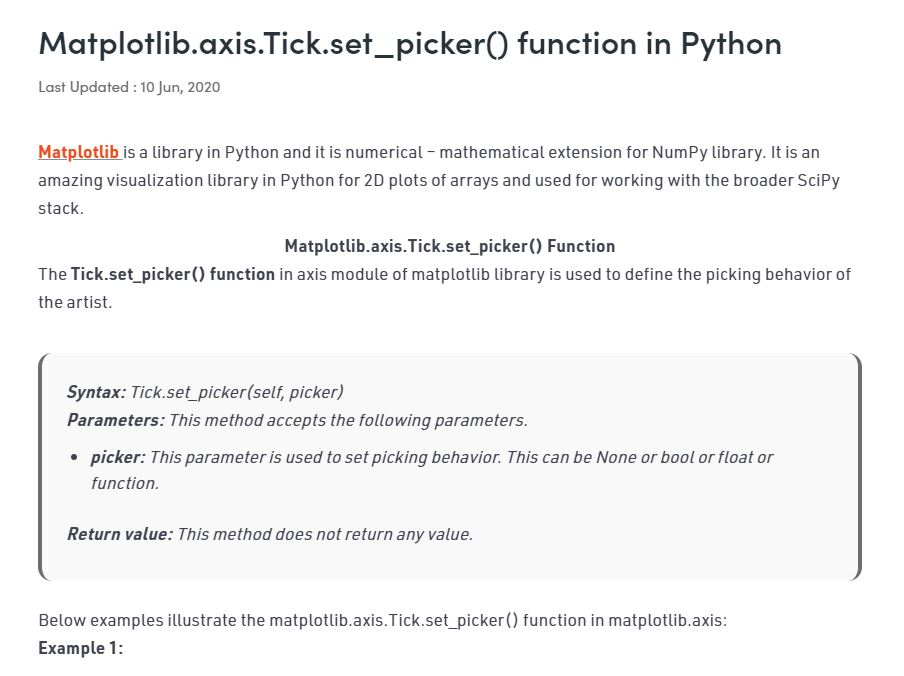 Matplotlib.axis.Tick.set_picker() function in Python
Last Updated : 10 Jun, 2020
Matplotlib is a library in Python and it is numerical – mathematical extension for NumPy library. It is an
amazing visualization library in Python for 2D plots of arrays and used for working with the broader SciPy
stack.
Matplotlib.axis.Tick.set_picker() Function
The Tick.set_picker() function in axis module of matplotlib library is used to define the picking behavior of
the artist.
Syntax: Tick.set_picker(self, picker)
Parameters: This method accepts the following parameters.
• picker: This parameter is used to set picking behavior. This can be None or bool or float or
function.
Return value: This method does not return any value.
Below examples illustrate the matplotlib.axis.Tick.set_picker() function in matplotlib.axis:
Example 1: